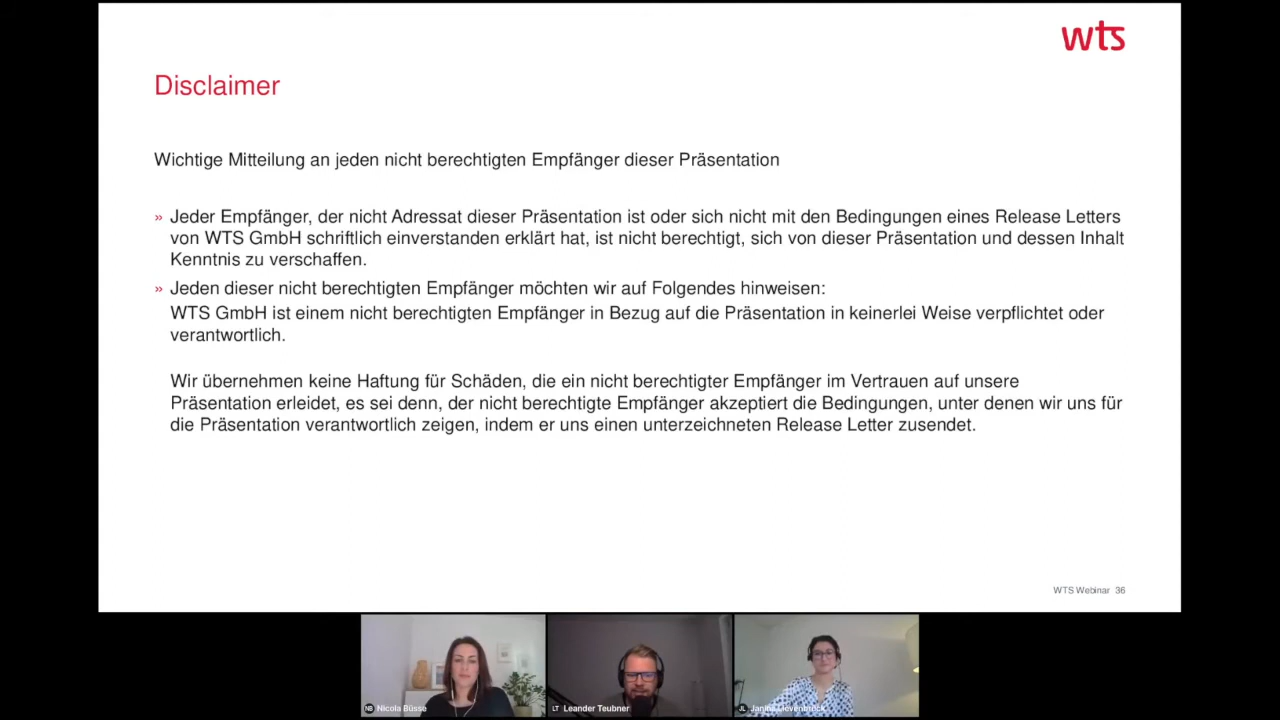 wts
Disclaimer
Wichtige Mitteilung an jeden nicht berechtigten Empfänger dieser Präsentation
» Jeder Empfänger, der nicht Adressat dieser Präsentation ist oder sich nicht mit den Bedingungen eines Release Letters
von WTS GmbH schriftlich einverstanden erklärt hat, ist nicht berechtigt, sich von dieser Präsentation und dessen Inhalt
Kenntnis zu verschaffen.
» Jeden dieser nicht berechtigten Empfänger möchten wir auf Folgendes hinweisen:
WTS GmbH ist einem nicht berechtigten Empfänger in Bezug auf die Präsentation in keinerlei Weise verpflichtet oder
verantwortlich.
Wir übernehmen keine Haftung für Schäden, die ein nicht berechtigter Empfänger im Vertrauen auf unsere
Präsentation erleidet, es sei denn, der nicht berechtigte Empfänger akzeptiert die Bedingungen, unter denen wir uns für
die Präsentation verantwortlich zeigen, indem er uns einen unterzeichneten Release Letter zusendet.
WTS Webinar 36
NB Nicola Büsse
LT Leander Teubner
JL